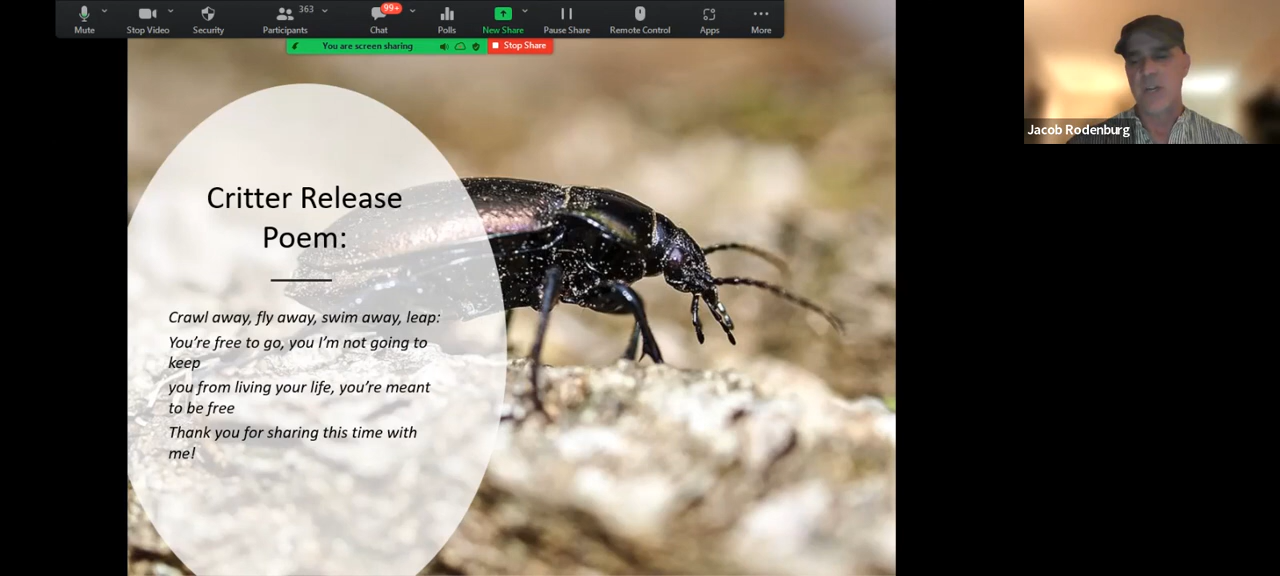 Mute
Stop Video
Security
Participants
363
Chat
99+
Polls
New Share
Pause Share
Remote Control
Apps
More
You are screen sharing
Stop Share
Jacob Rodenburg
Critter Release
Poem:
Crawl away, fly away, swim away, leap:
You're free to go, you I'm not going to
keep
you from living your life, you're meant
to be free
Thank you for sharing this time with
me!